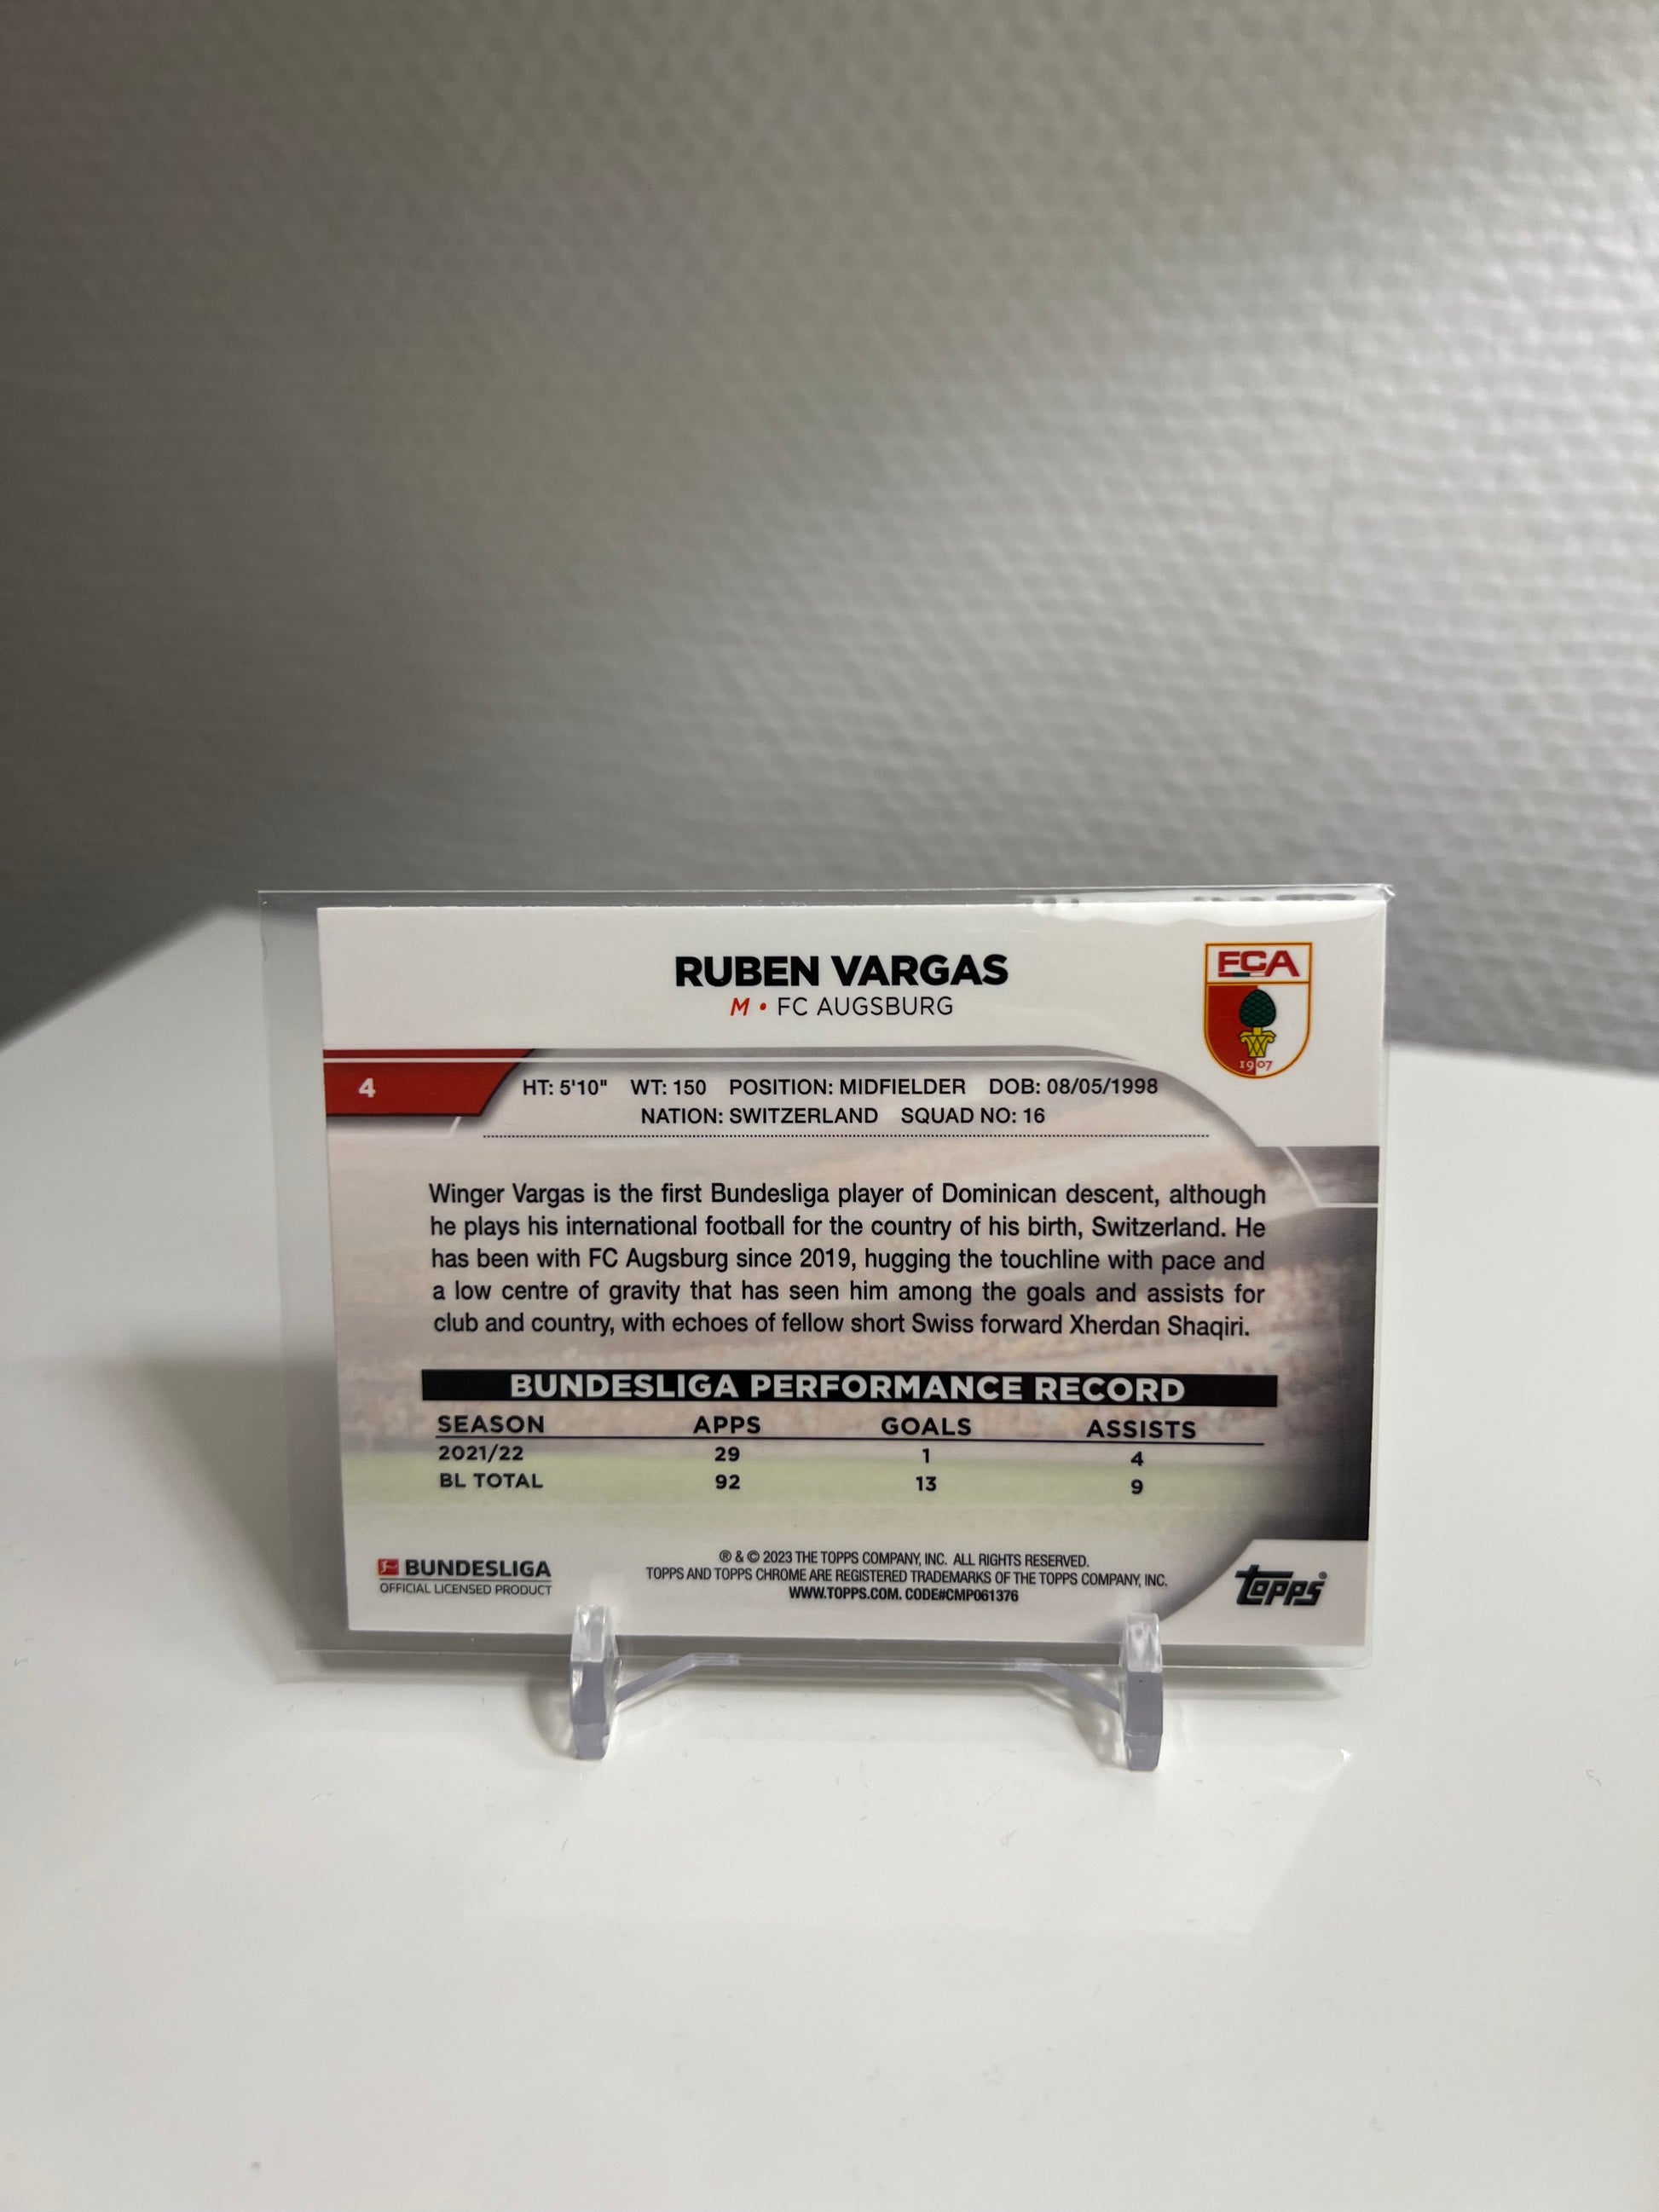 RUBEN VARGAS
M • FC AUGSBURG
FCA
1907
4
HT: 5'10" WT: 150 POSITION: MIDFIELDER DOB: 08/05/1998
NATION: SWITZERLAND SQUAD NO: 16
Winger Vargas is the first Bundesliga player of Dominican descent, although
he plays his international football for the country of his birth, Switzerland. He
has been with FC Augsburg since 2019, hugging the touchline with pace and
a low centre of gravity that has seen him among the goals and assists for
club and country, with echoes of fellow short Swiss forward Xherdan Shaqiri.
BUNDESLIGA PERFORMANCE RECORD
SEASON APPS GOALS ASSISTS
2021/22 29 1 4
BL TOTAL 92 13 9
BUNDESLIGA
OFFICIAL LICENSED PRODUCT
® & © 2023 THE TOPPS COMPANY, INC. ALL RIGHTS RESERVED.
TOPPS AND TOPPS CHROME ARE REGISTERED TRADEMARKS OF THE TOPPS COMPANY, INC.
WWW.TOPPS.COM. CODE#CMP061376
topps®